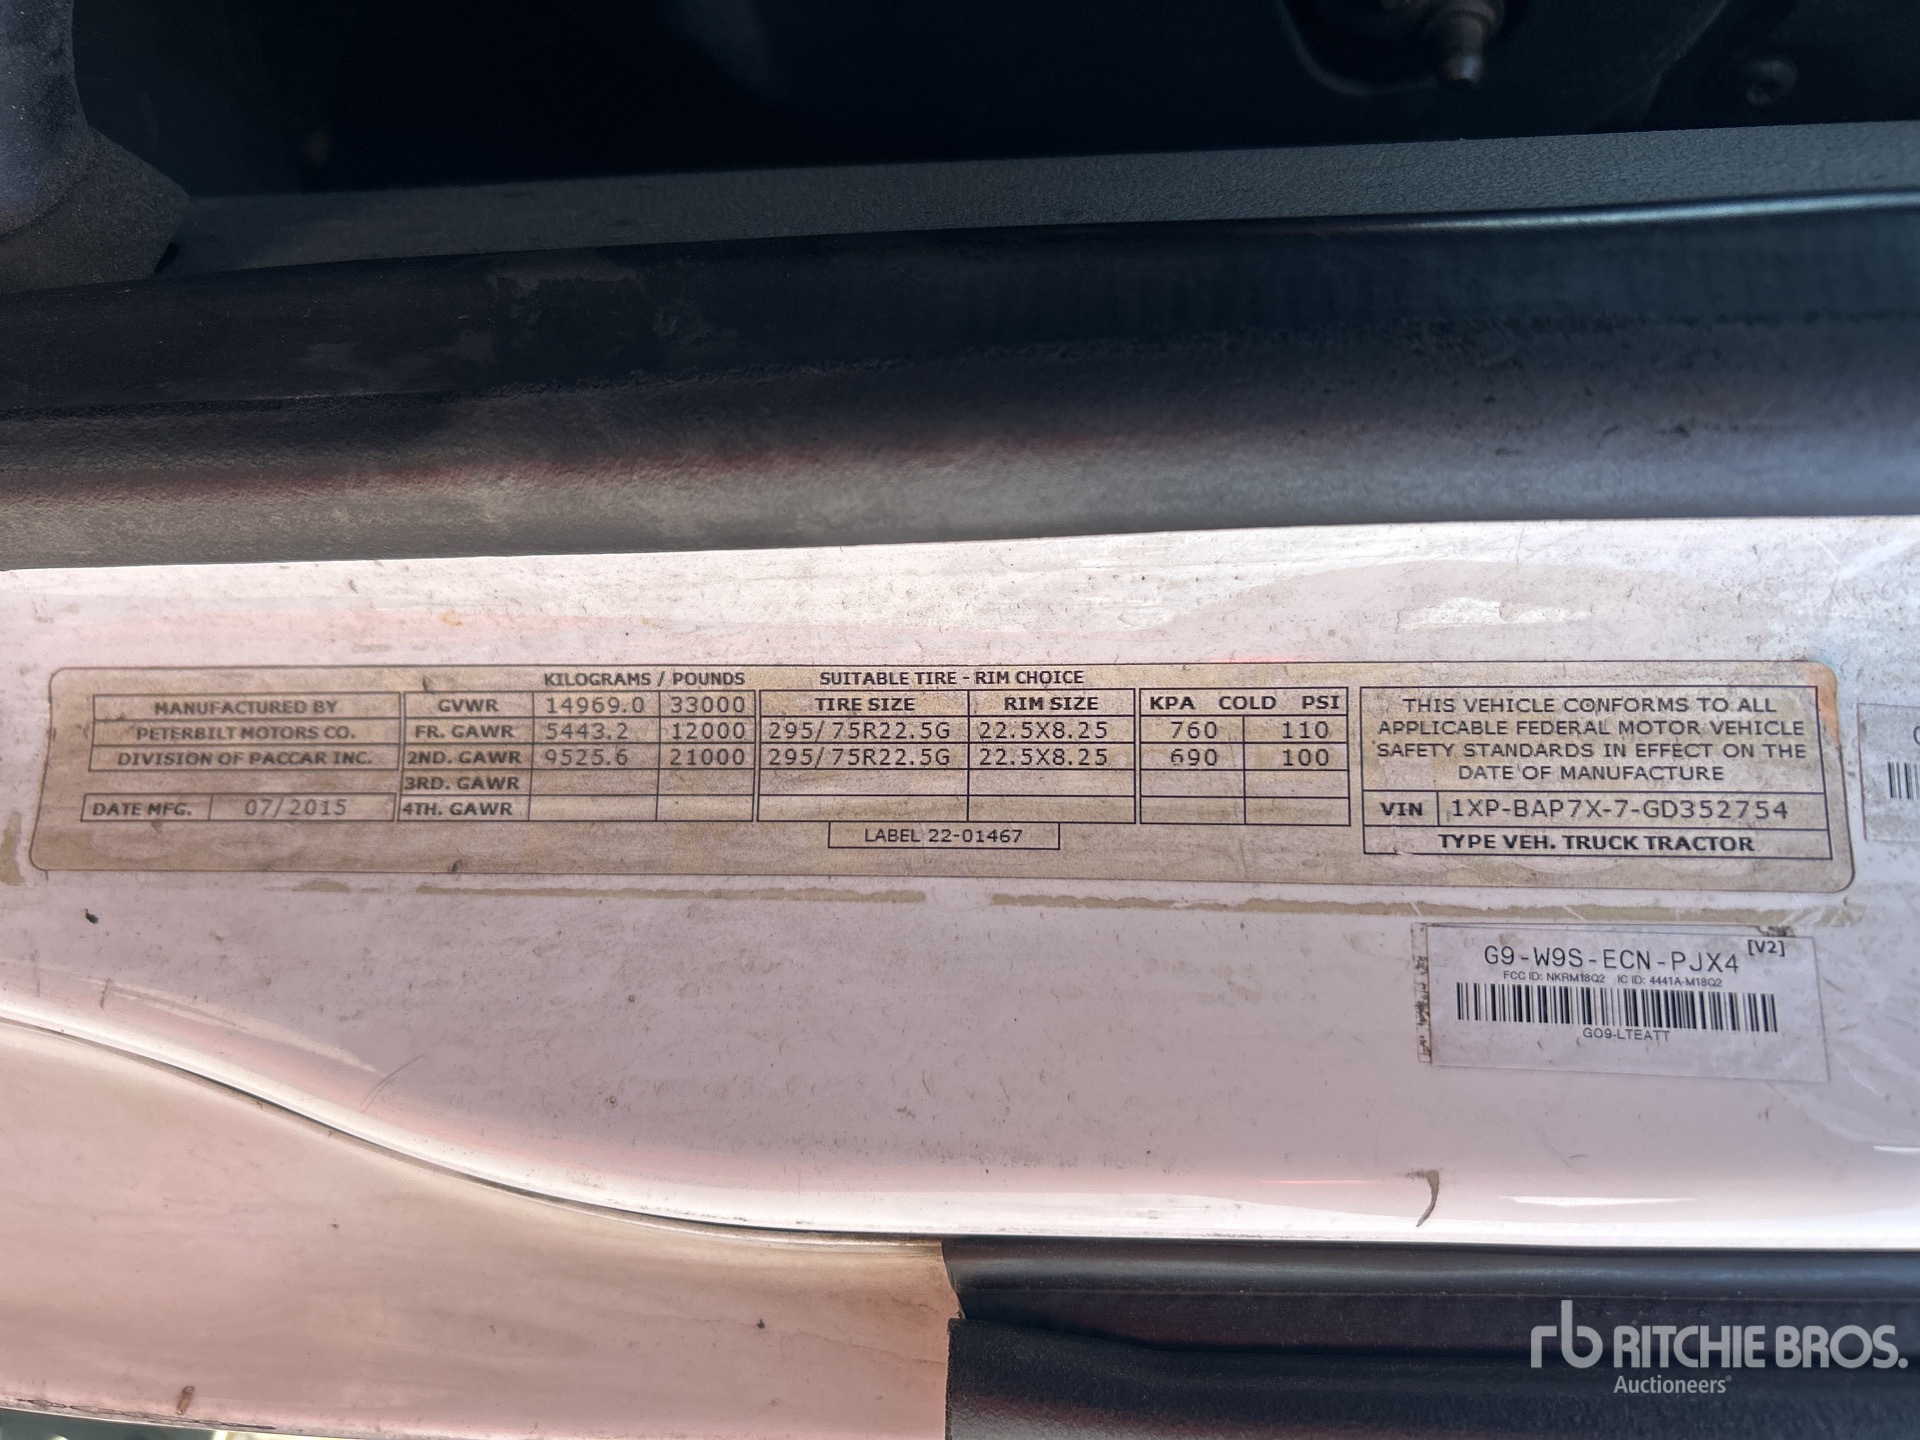 KILOGRAMS / POUNDS SUITABLE TIRE - RIM CHOICE
MANUFACTURED BY GVWR 14969.0 33000 TIRE SIZE RIM SIZE KPA COLD PSI
PETERBILT MOTORS CO. FR. GAWR 5443.2 12000 295/75R22.5G 22.5X8.25 760 110
DIVISION OF PACCAR INC. 2ND. GAWR 9525.6 21000 295/75R22.5G 22.5X8.25 690 100
3RD. GAWR
DATE MFG. 07/2015 4TH. GAWR
LABEL 22-01467
THIS VEHICLE CONFORMS TO ALL
APPLICABLE FEDERAL MOTOR VEHICLE
SAFETY STANDARDS IN EFFECT ON THE
DATE OF MANUFACTURE
VIN 1XP-BAP7X-7-GD352754
TYPE VEH. TRUCK TRACTOR
G9-W9S-ECN-PJX4 [V2]
FCC ID: NKRM18Q2 IC ID: 4441A-M18Q2
GO9-LTEATT
rb RITCHIE BROS.
Auctioneers